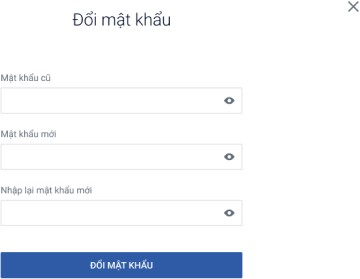 Đổi mật khẩu
Mật khẩu cũ
Mật khẩu mới
Nhập lại mật khẩu mới
ĐỔI MẬT KHẨU